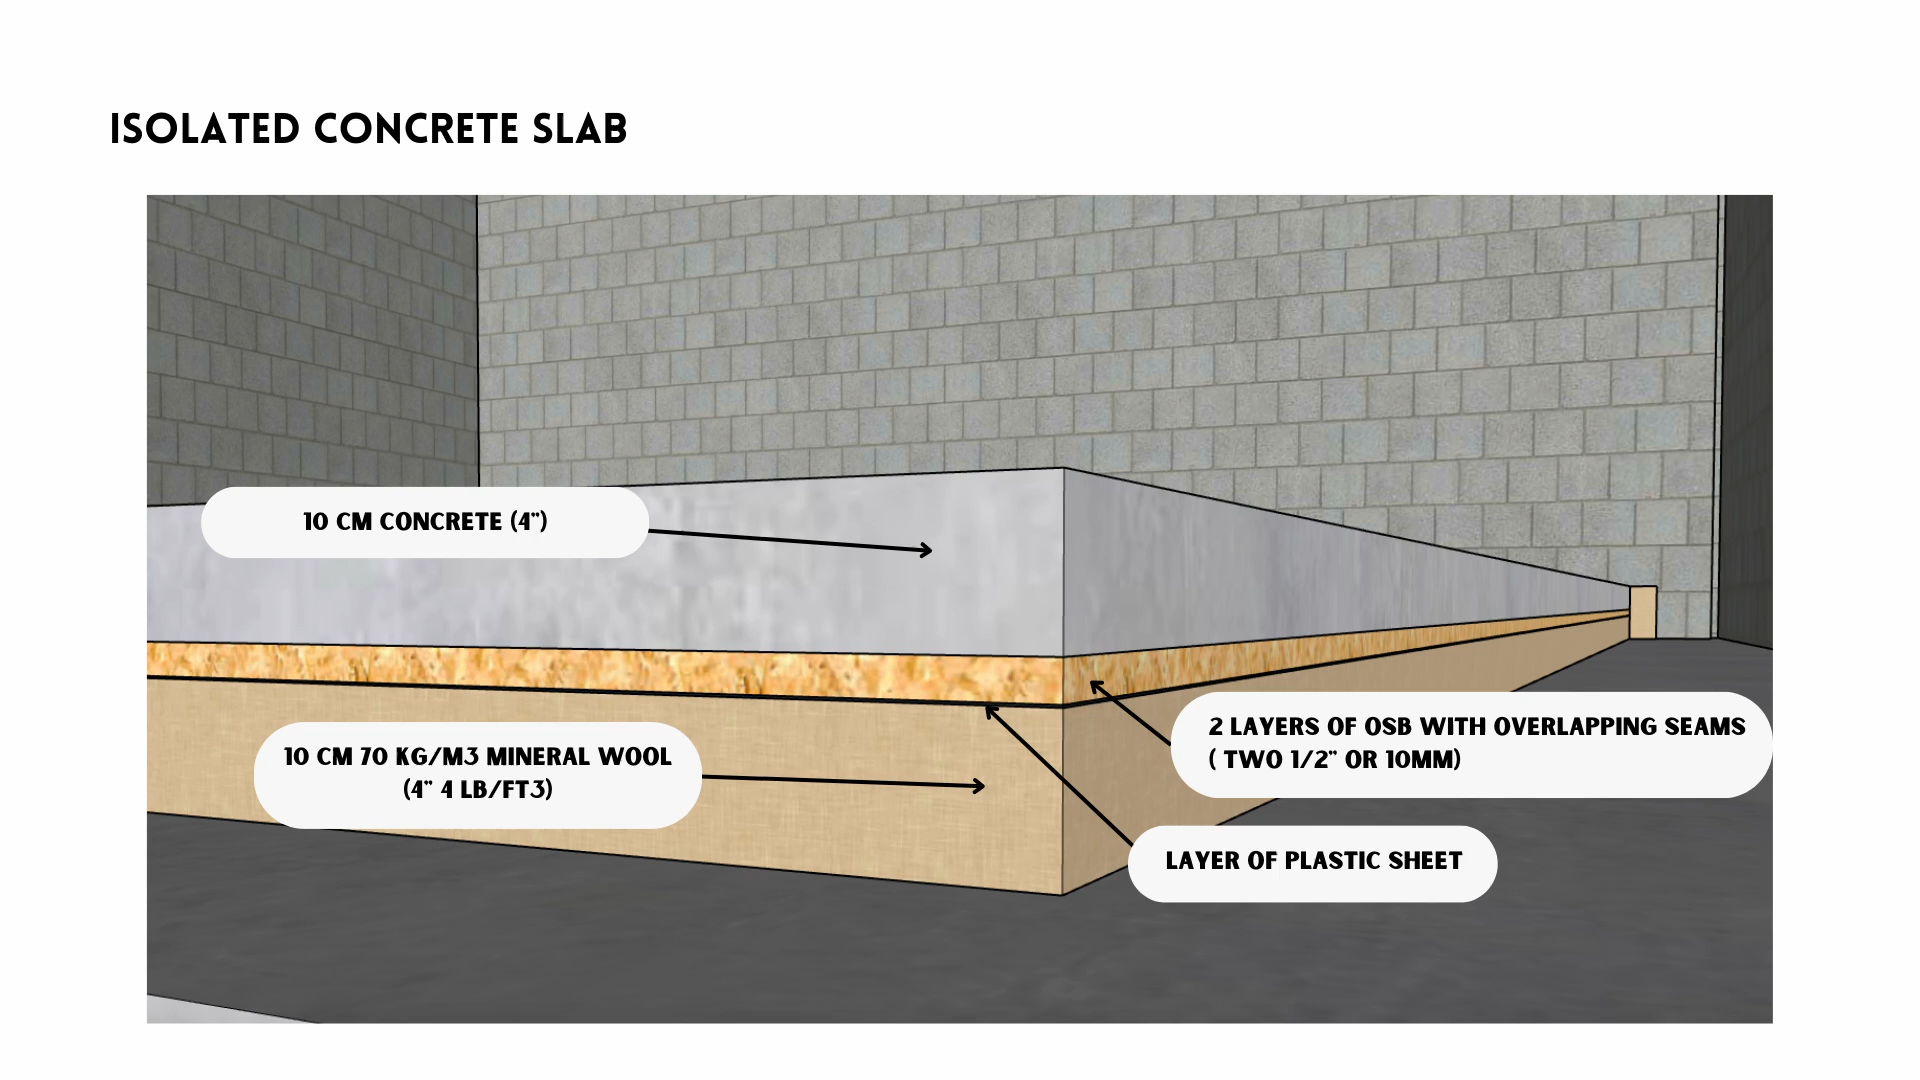 ISOLATED CONCRETE SLAB
10 CM CONCRETE (4")
10 CM 70 KG/M3 MINERAL WOOL
(4" 4 LB/FT3)
2 LAYERS OF OSB WITH OVERLAPPING SEAMS
( TWO 1/2" OR 10MM)
LAYER OF PLASTIC SHEET